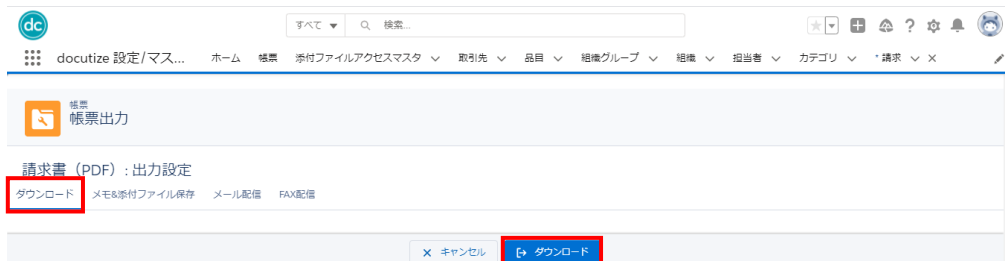 dc すべて 検索... ?
docutize 設定/マス... ホーム 帳票 添付ファイルアクセスマスタ 取引先 品目 組織グループ 組織 担当者 カテゴリ * 請求
帳票
帳票出力
請求書（PDF）: 出力設定
ダウンロード メモ&添付ファイル保存 メール配信 FAX配信
キャンセル ダウンロード